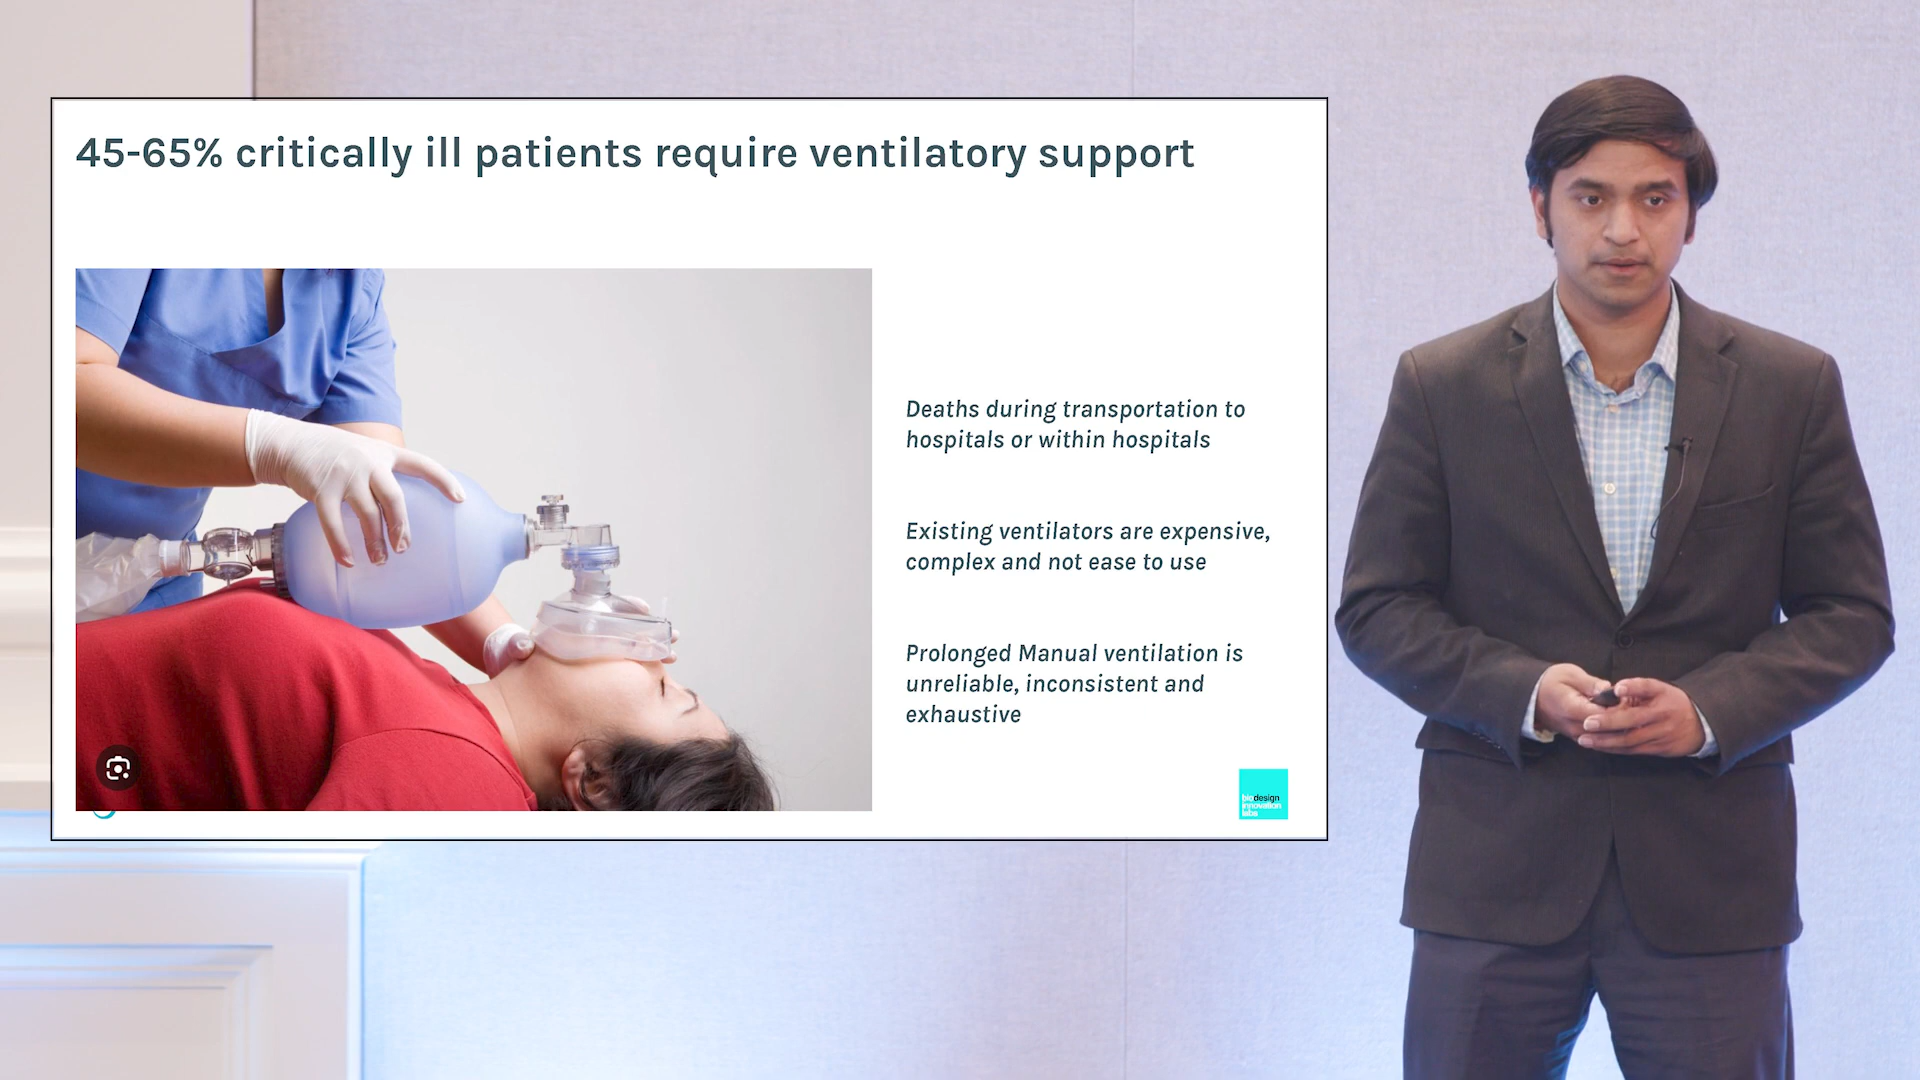 45-65% critically ill patients require ventilatory support
Deaths during transportation to
hospitals or within hospitals
Existing ventilators are expensive,
complex and not ease to use
Prolonged Manual ventilation is
unreliable, inconsistent and
exhaustive
biodesign
innovation
labs